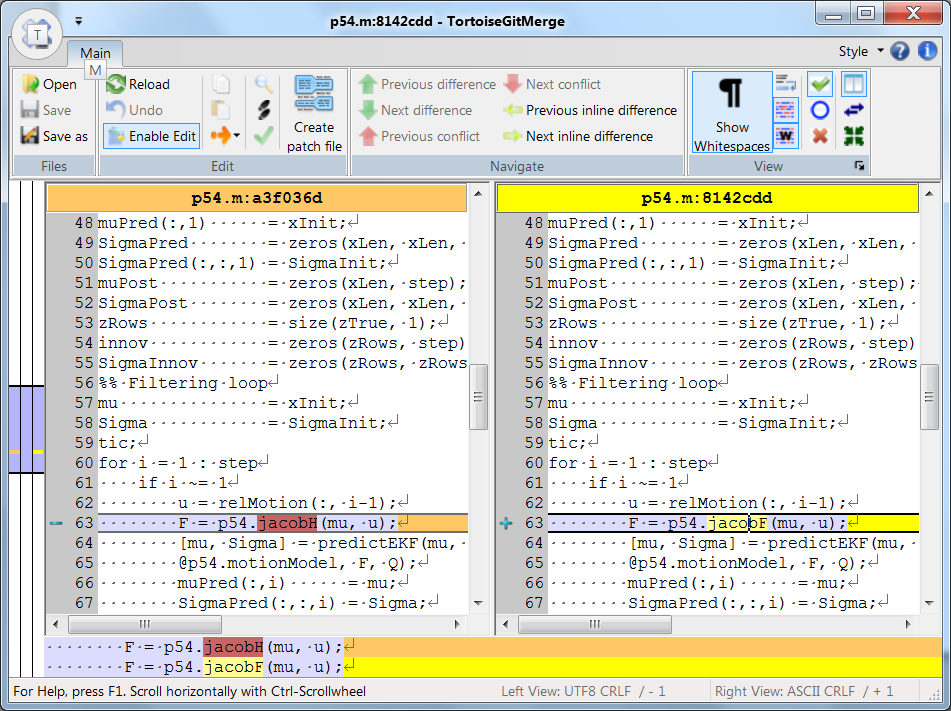 p54.m:8142cdd - TortoiseGitMerge
T
Main
Style
M
Open
Save
Save as
Files
Reload
Undo
Enable Edit
Create
patch file
Edit
Previous difference
Next difference
Previous conflict
Next conflict
Previous inline difference
Next inline difference
Navigate
¶
Show
Whitespaces
W
View
p54.m:a3f036d
48 muPred(:,1)·······=·xInit;↵
49 SigmaPred········=·zeros(xLen,·xLen,·
50 SigmaPred(:,:,1)·=·SigmaInit;↵
51 muPost···········=·zeros(xLen,·step);
52 SigmaPost········=·zeros(xLen,·xLen,·
53 zRows············=·size(zTrue,·1);↵
54 innov············=·zeros(zRows,·step)
55 SigmaInnov·······=·zeros(zRows,·zRows
56 %%·Filtering·loop↵
57 mu···············=·xInit;↵
58 Sigma············=·SigmaInit;↵
59 tic;↵
60 for·i·=·1·:·step↵
61 ····if·i·~=·1↵
62 ········u·=·relMotion(:,·i-1);↵
63 ········F·=·p54.jacobH(mu,·u);↵
64 ········[mu,·Sigma]·=·predictEKF(mu,·
65 ········@p54.motionModel,·F,·Q);↵
66 ········muPred(:,i)······=·mu;↵
67 ········SigmaPred(:,:,i)·=·Sigma;↵
p54.m:8142cdd
48 muPred(:,1)·······=·xInit;↵
49 SigmaPred········=·zeros(xLen,·xLen,·
50 SigmaPred(:,:,1)·=·SigmaInit;↵
51 muPost···········=·zeros(xLen,·step);
52 SigmaPost········=·zeros(xLen,·xLen,·
53 zRows············=·size(zTrue,·1);↵
54 innov············=·zeros(zRows,·step)
55 SigmaInnov·······=·zeros(zRows,·zRows
56 %%·Filtering·loop↵
57 mu···············=·xInit;↵
58 Sigma············=·SigmaInit;↵
59 tic;↵
60 for·i·=·1·:·step↵
61 ····if·i·~=·1↵
62 ········u·=·relMotion(:,·i-1);↵
63 ········F·=·p54.jacobF(mu,·u);↵
64 ········[mu,·Sigma]·=·predictEKF(mu,·
65 ········@p54.motionModel,·F,·Q);↵
66 ········muPred(:,i)······=·mu;↵
67 ········SigmaPred(:,:,i)·=·Sigma;↵
········F·=·p54.jacobH(mu,·u);↵
········F·=·p54.jacobF(mu,·u);↵
For Help, press F1. Scroll horizontally with Ctrl-Scrollwheel
Left View: UTF8 CRLF / - 1
Right View: ASCII CRLF / + 1